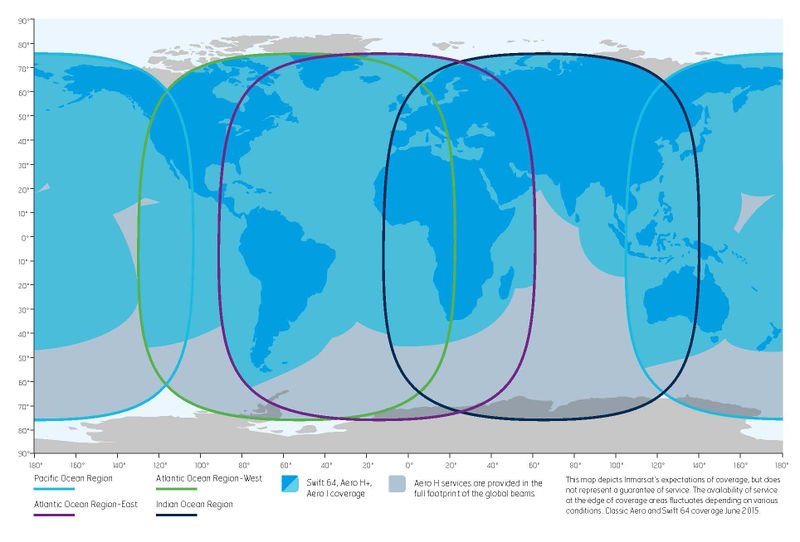 90°
80°
70°
60°
50°
40°
30°
20°
10°
0°
10°
20°
30°
40°
50°
60°
70°
80°
90°
180° 160° 140° 120° 100° 80° 60° 40° 20° 0° 20° 40° 60° 80° 100° 120° 140° 160° 180°
Pacific Ocean Region
Atlantic Ocean Region-West
Atlantic Ocean Region-East
Indian Ocean Region
Swift 64, Aero H+,
Aero I coverage
Aero H services are provided in the
full footprint of the global beams
This map depicts Inmarsat's expectations of coverage, but does
not represent a guarantee of service. The availability of service
at the edge of coverage areas fluctuates depending on various
conditions. Classic Aero and Swift 64 coverage June 2015.